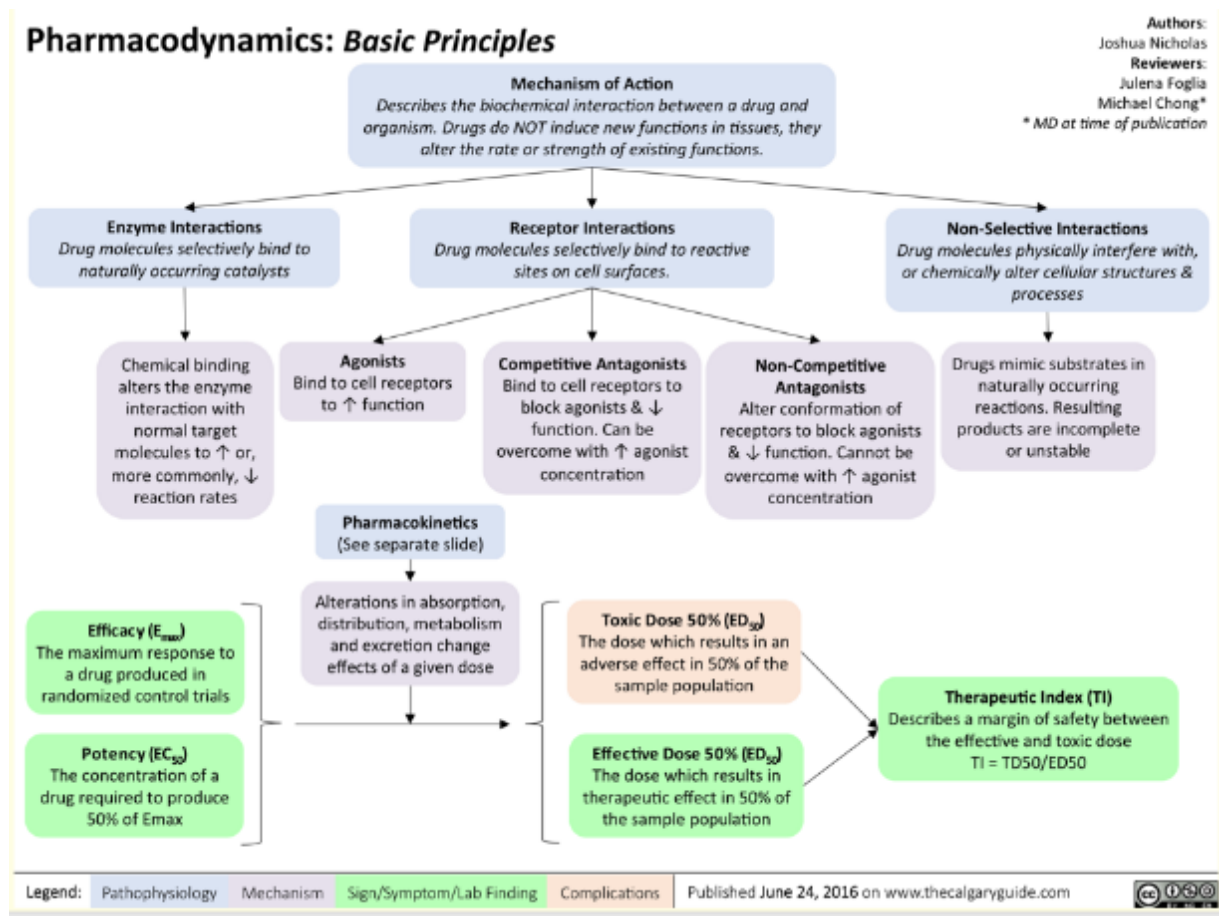 Pharmacodynamics: Basic Principles
Authors:
Joshua Nicholas
Reviewers:
Julena Foglia
Michael Chong*
* MD at time of publication
Mechanism of Action
Describes the biochemical interaction between a drug and
organism. Drugs do NOT induce new functions in tissues, they
alter the rate or strength of existing functions.
Enzyme Interactions
Drug molecules selectively bind to
naturally occurring catalysts
Receptor Interactions
Drug molecules selectively bind to reactive
sites on cell surfaces.
Non-Selective Interactions
Drug molecules physically interfere with,
or chemically alter cellular structures &
processes
Chemical binding
alters the enzyme
interaction with
normal target
molecules to ↑ or,
more commonly, ↓
reaction rates
Agonists
Bind to cell receptors
to ↑ function
Competitive Antagonists
Bind to cell receptors to
block agonists & ↓
function. Can be
overcome with ↑ agonist
concentration
Non-Competitive
Antagonists
Alter conformation of
receptors to block agonists
& ↓ function. Cannot be
overcome with ↑ agonist
concentration
Drugs mimic substrates in
naturally occurring
reactions. Resulting
products are incomplete
or unstable
Pharmacokinetics
(See separate slide)
Alterations in absorption,
distribution, metabolism
and excretion change
effects of a given dose
Efficacy (Emax)
The maximum response to
a drug produced in
randomized control trials
Potency (EC50)
The concentration of a
drug required to produce
50% of Emax
Toxic Dose 50% (ED50)
The dose which results in an
adverse effect in 50% of the
sample population
Effective Dose 50% (ED50)
The dose which results in
therapeutic effect in 50% of
the sample population
Therapeutic Index (TI)
Describes a margin of safety between
the effective and toxic dose
TI = TD50/ED50
Legend: Pathophysiology Mechanism Sign/Symptom/Lab Finding Complications Published June 24, 2016 on www.thecalgaryguide.com
cc